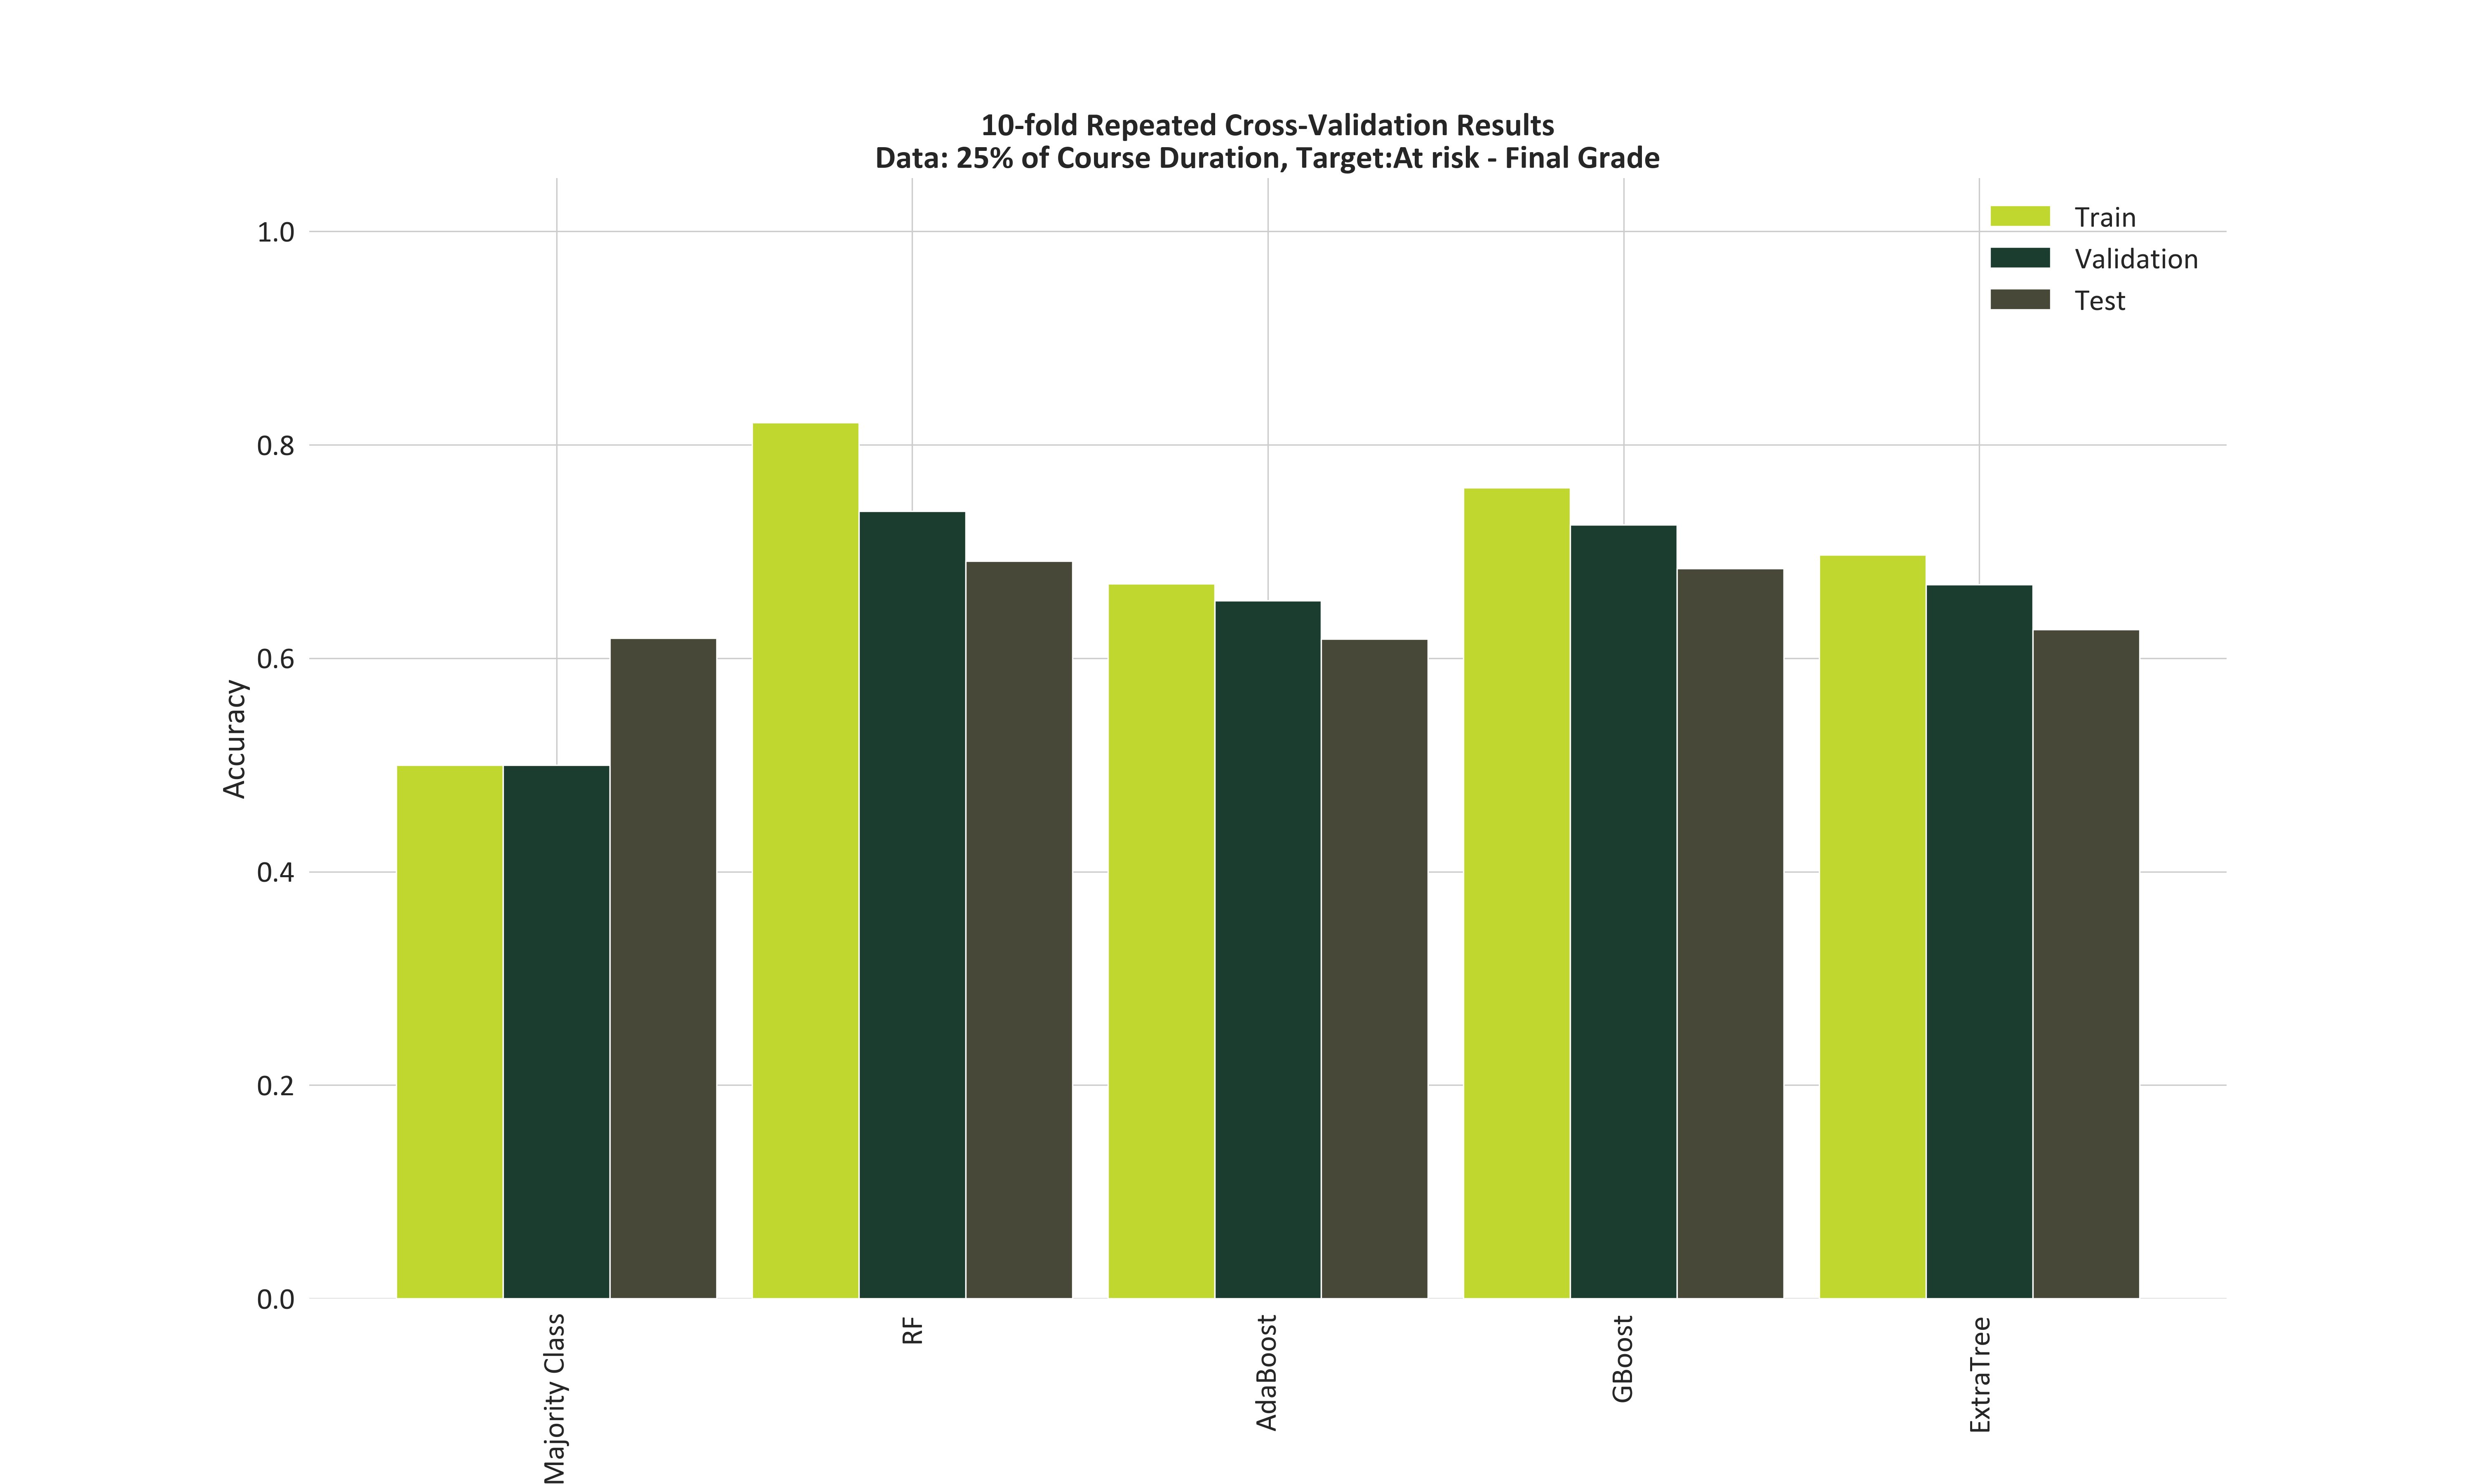 10-fold Repeated Cross-Validation Results
Data: 25% of Course Duration, Target:At risk - Final Grade
Train
Validation
Test
Accuracy
1.0
0.8
0.6
0.4
0.2
0.0
Majority Class
RF
AdaBoost
GBoost
ExtraTree